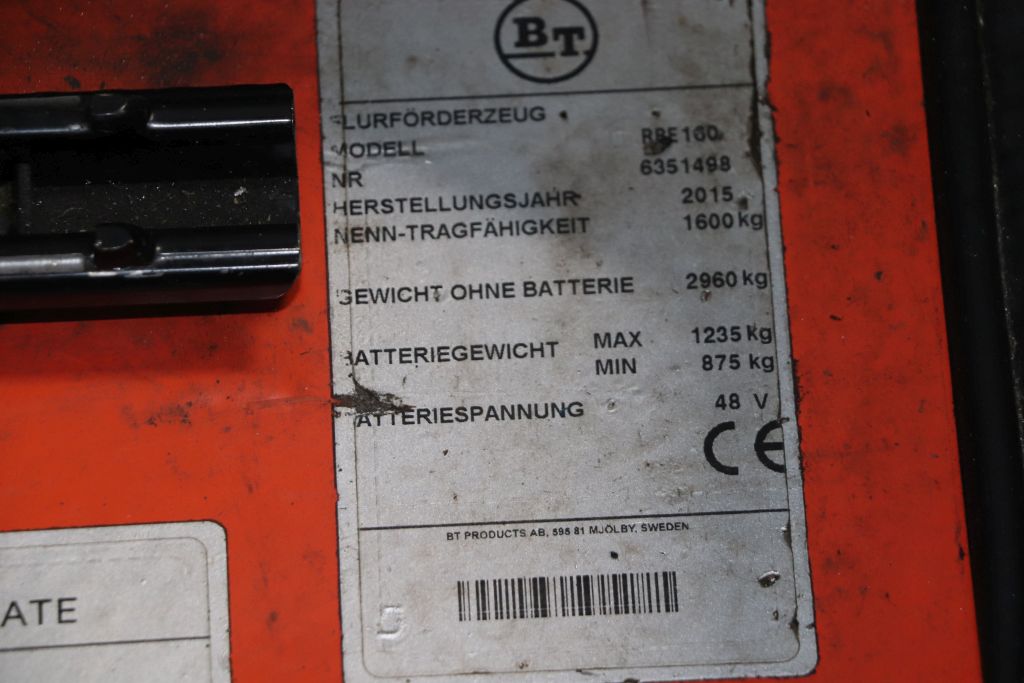 BT
FLURFÖRDERZEUG
MODELL RRE160
NR 6351498
HERSTELLUNGSJAHR 2015
NENN-TRAGFÄHIGKEIT 1600 kg
GEWICHT OHNE BATTERIE 2960 kg
BATTERIEGEWICHT MAX 1235 kg
MIN 875 kg
BATTERIESPANNUNG 48 V
CE
BT PRODUCTS AB, 595 81 MJÖLBY, SWEDEN
ATE